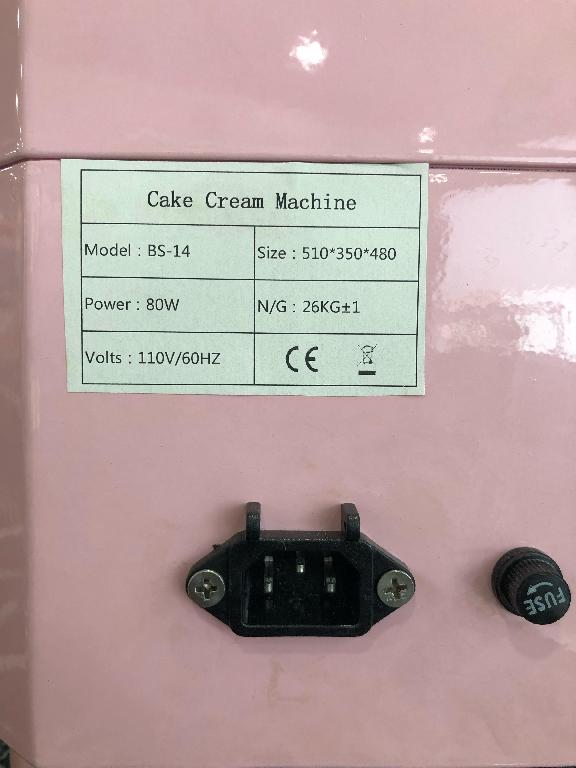 Cake Cream Machine
Model : BS-14
Size : 510*350*480
Power : 80W
N/G : 26KG±1
Volts : 110V/60HZ
CE
FUSE